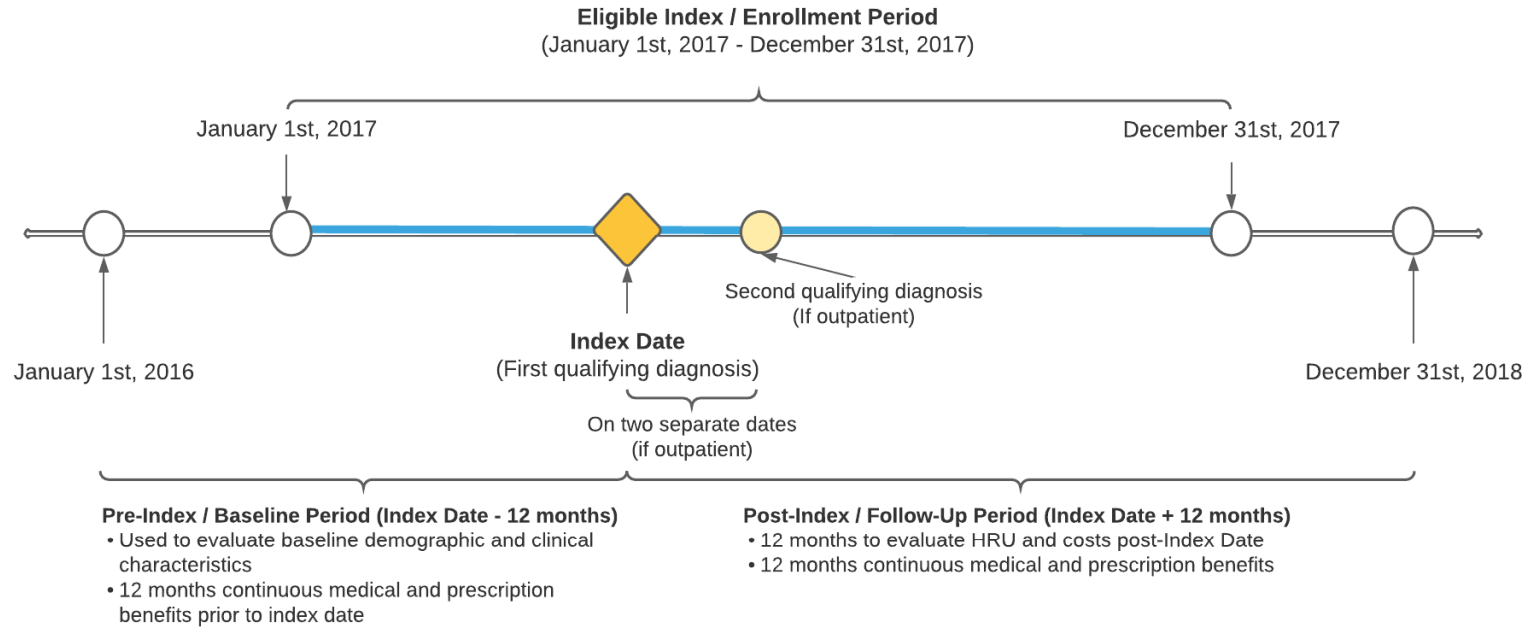 Eligible Index / Enrollment Period
(January 1st, 2017 - December 31st, 2017)
January 1st, 2017
December 31st, 2017
Second qualifying diagnosis
(If outpatient)
Index Date
(First qualifying diagnosis)
January 1st, 2016
December 31st, 2018
On two separate dates
(if outpatient)
Pre-Index / Baseline Period (Index Date - 12 months)
• Used to evaluate baseline demographic and clinical
characteristics
• 12 months continuous medical and prescription
benefits prior to index date
Post-Index / Follow-Up Period (Index Date + 12 months)
• 12 months to evaluate HRU and costs post-Index Date
• 12 months continuous medical and prescription benefits